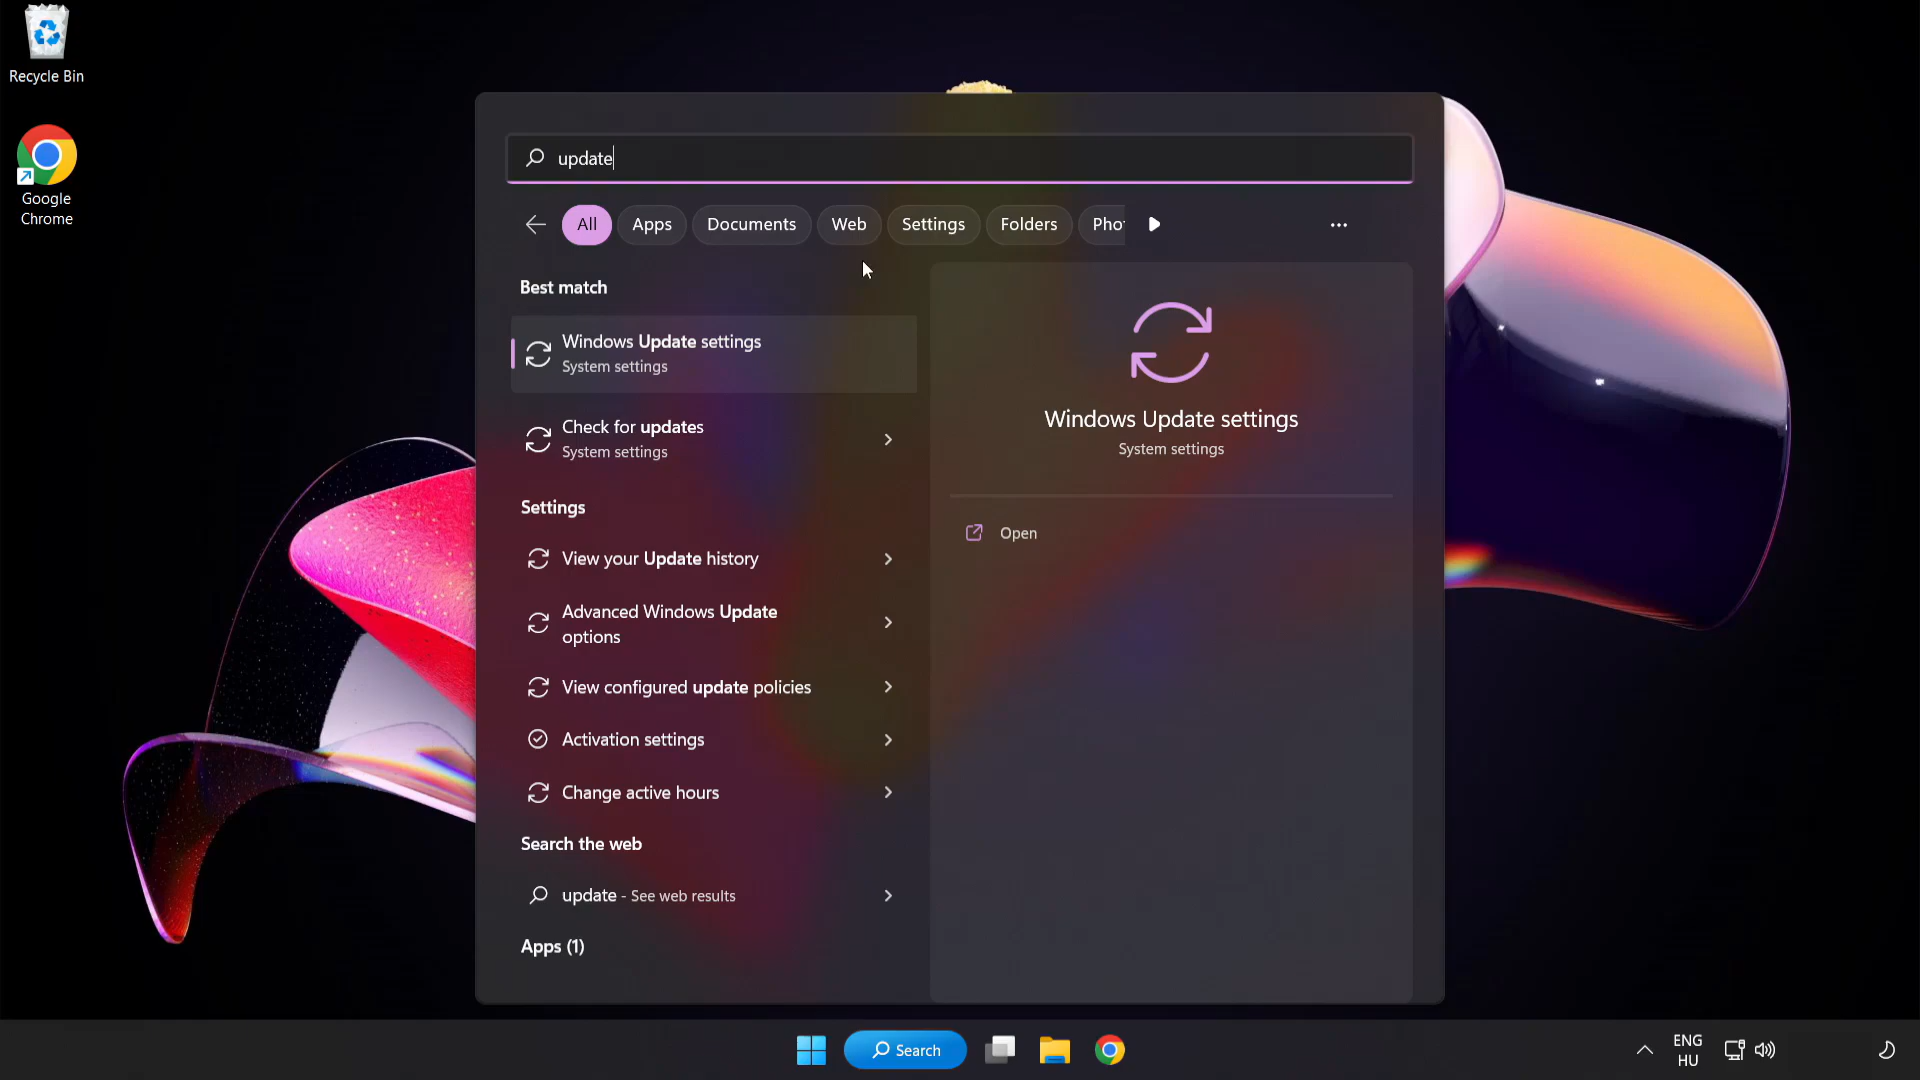 Recycle Bin
Google
Chrome
update
All
Apps
Documents
Web
Settings
Folders
Pho
Best match
Windows Update settings
System settings
Check for updates
System settings
Settings
View your Update history
Advanced Windows Update
options
View configured update policies
Activation settings
Change active hours
Search the web
update - See web results
Apps (1)
Windows Update settings
System settings
Open
Search
ENG
HU